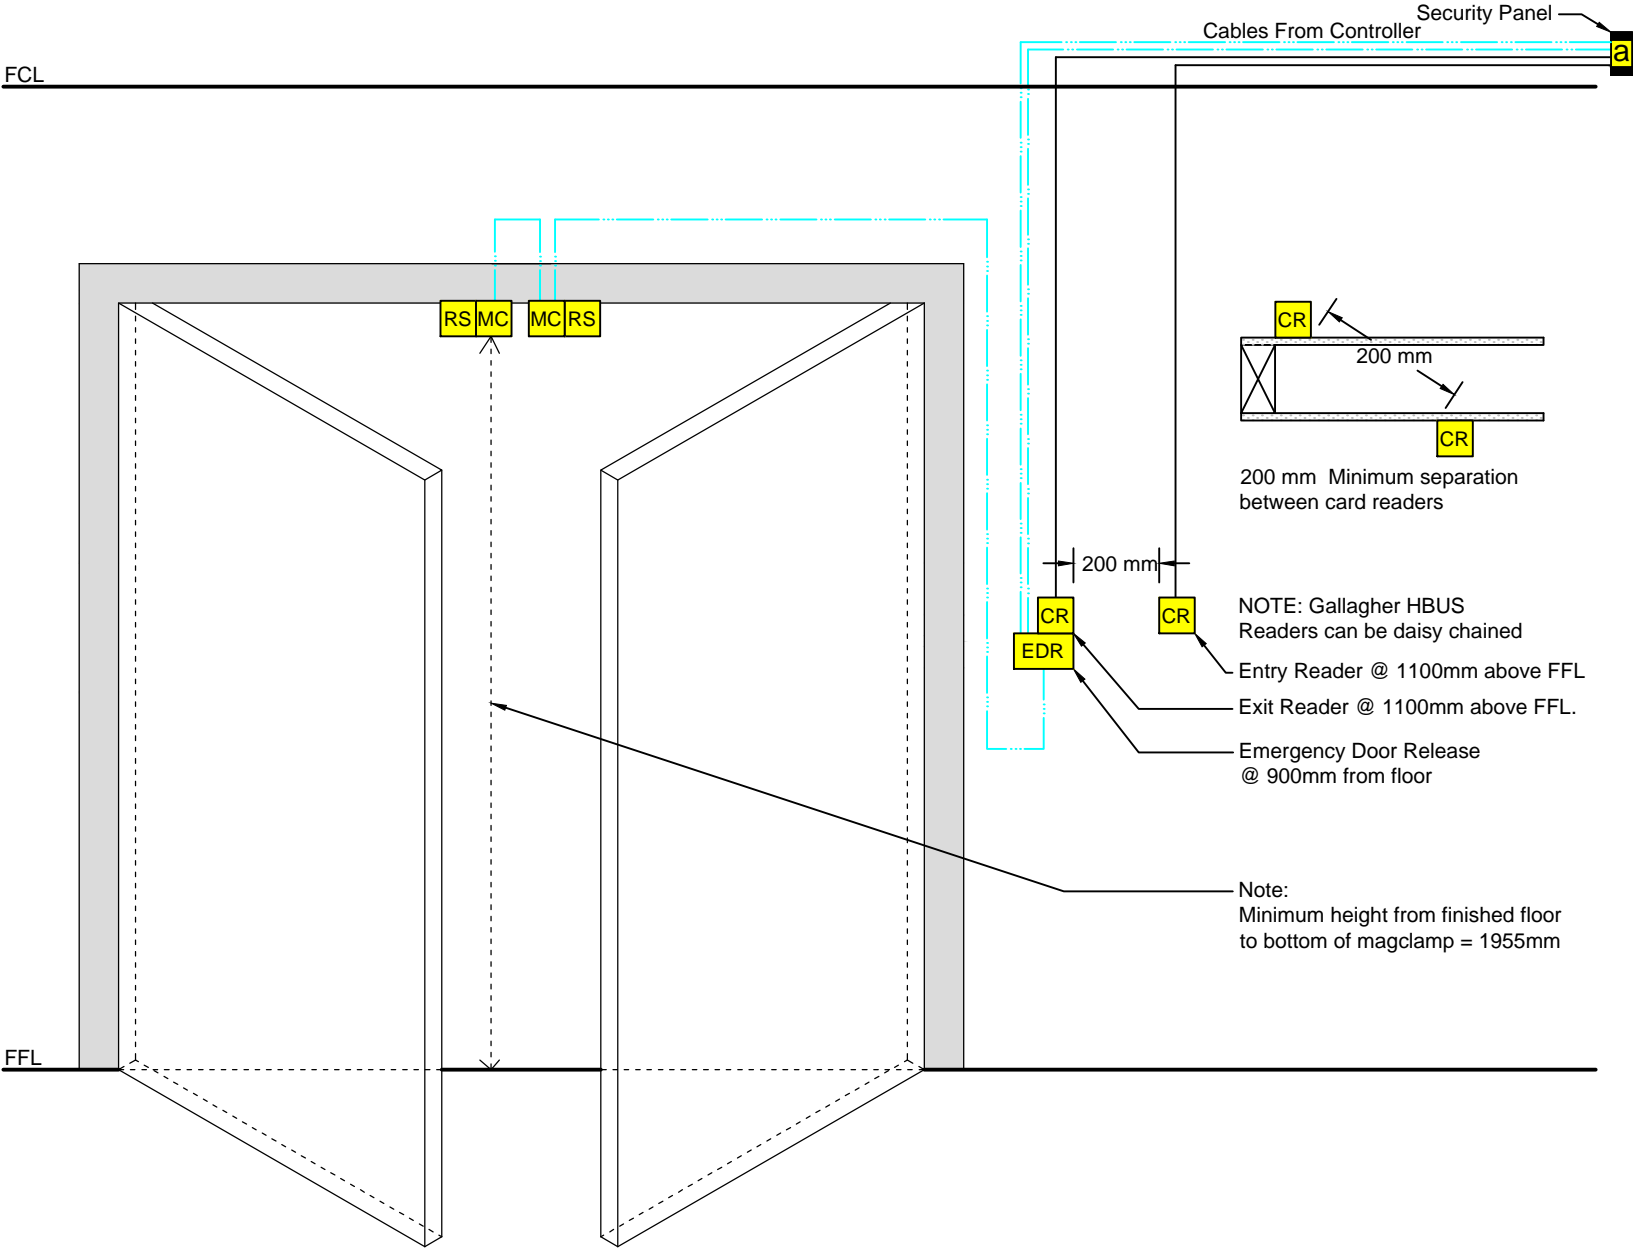 Security Panel
Cables From Controller
a
FCL
RS MC MC RS
CR
200 mm
CR
200 mm  Minimum separation
between card readers
200 mm
CR
CR
EDR
NOTE: Gallagher HBUS
Readers can be daisy chained
Entry Reader @ 1100mm above FFL
Exit Reader @ 1100mm above FFL.
Emergency Door Release
@ 900mm from floor
Note:
Minimum height from finished floor
to bottom of magclamp = 1955mm
FFL